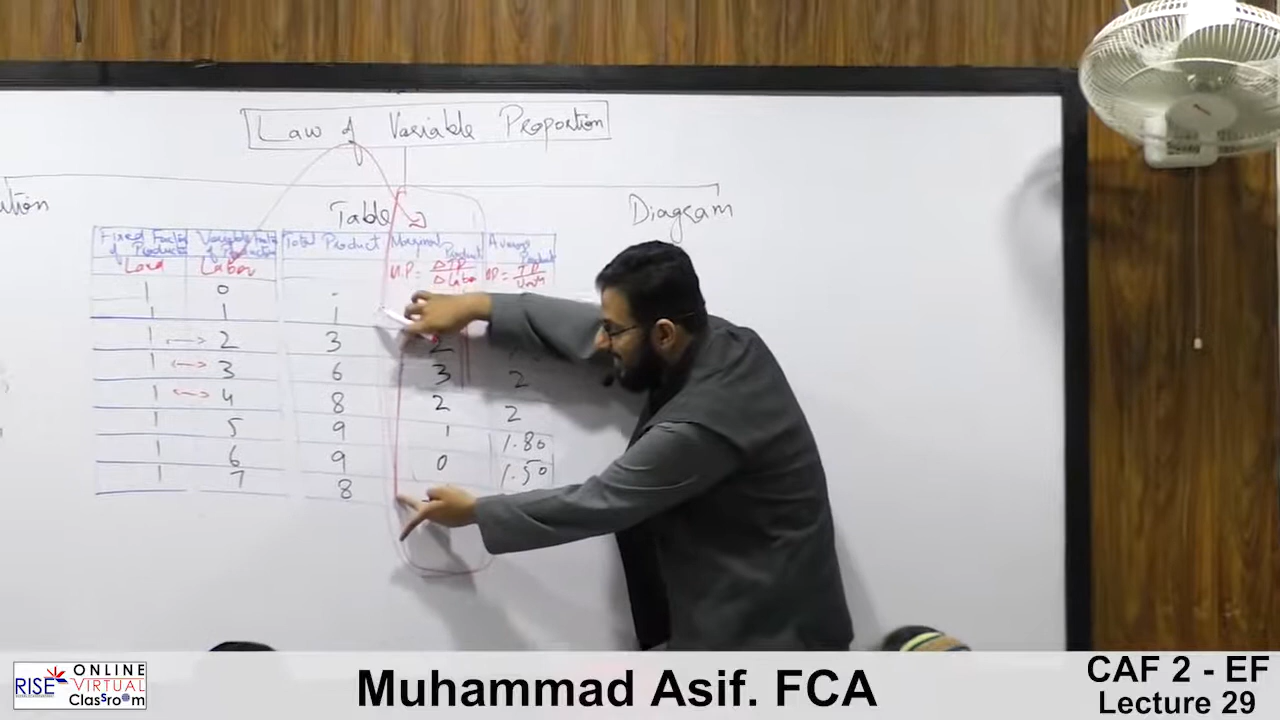 Law of Variable Proportion
Table
Diagram
Fixed Factor of Production
Variable Factor of Production
Total Product
Marginal Product
Average Product
Land
Labor
M.P = ΔTP / ΔLabor
AP = TP / Unit
1 0 -
1 1 1
1 ↔ 2 3 2
1 ↔ 3 6 3 2
1 ↔ 4 8 2 2
1 5 9 1 1.80
1 6 9 0 1.50
1 7 8
RISE ONLINE VIRTUAL ClasSroom
Muhammad Asif. FCA
CAF 2 - EF
Lecture 29